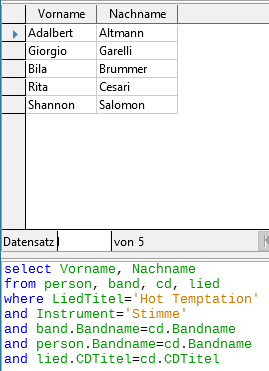 Vorname Nachname
Adalbert Altmann
Giorgio Garelli
Bila Brummer
Rita Cesari
Shannon Salomon
Datensatz von 5
select Vorname, Nachname
from person, band, cd, lied
where LiedTitel='Hot Temptation'
and Instrument='Stimme'
and band.Bandname=cd.Bandname
and person.Bandname=cd.Bandname
and lied.CDTitel=cd.CDTitel